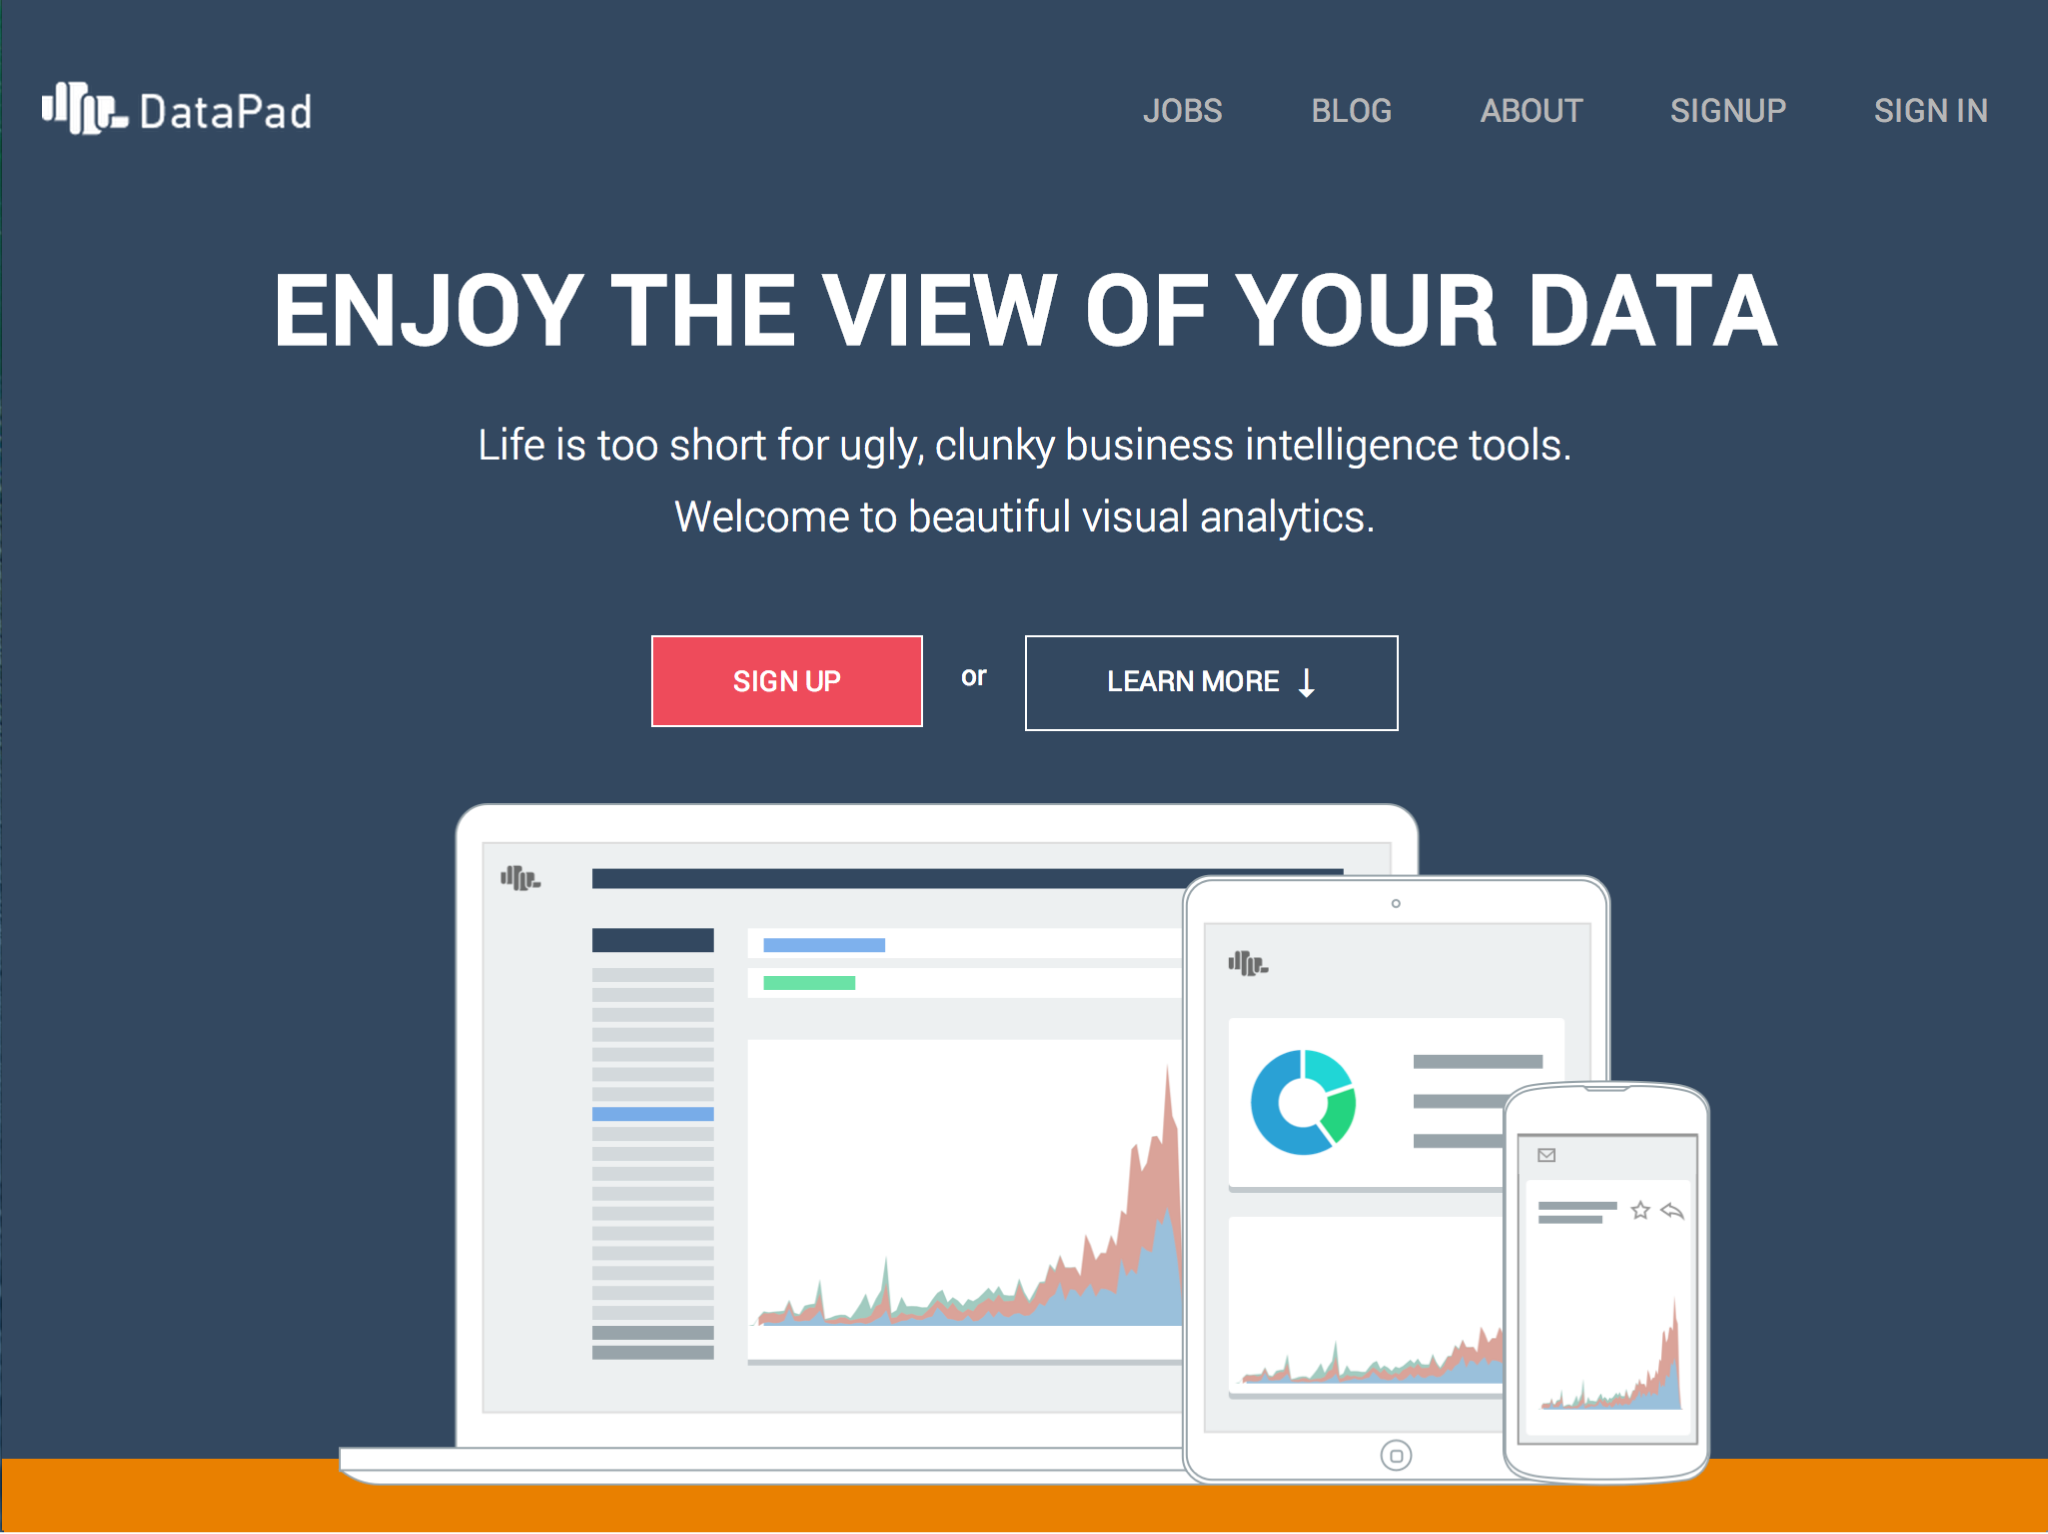 DataPad
JOBS BLOG ABOUT SIGNUP SIGN IN
ENJOY THE VIEW OF YOUR DATA
Life is too short for ugly, clunky business intelligence tools.
Welcome to beautiful visual analytics.
SIGN UP or LEARN MORE ↓